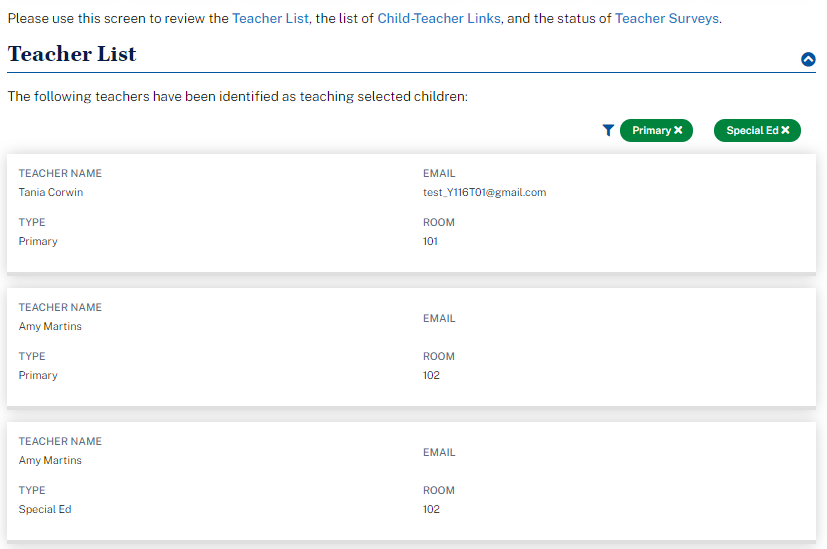 Please use this screen to review the Teacher List, the list of Child-Teacher Links, and the status of Teacher Surveys.
Teacher List
The following teachers have been identified as teaching selected children:
Primary ✖ Special Ed ✖
TEACHER NAME EMAIL
Tania Corwin test_Y116T01@gmail.com
TYPE ROOM
Primary 101
TEACHER NAME
Amy Martins
EMAIL
TYPE ROOM
Primary 102
TEACHER NAME
Amy Martins
EMAIL
TYPE ROOM
Special Ed 102